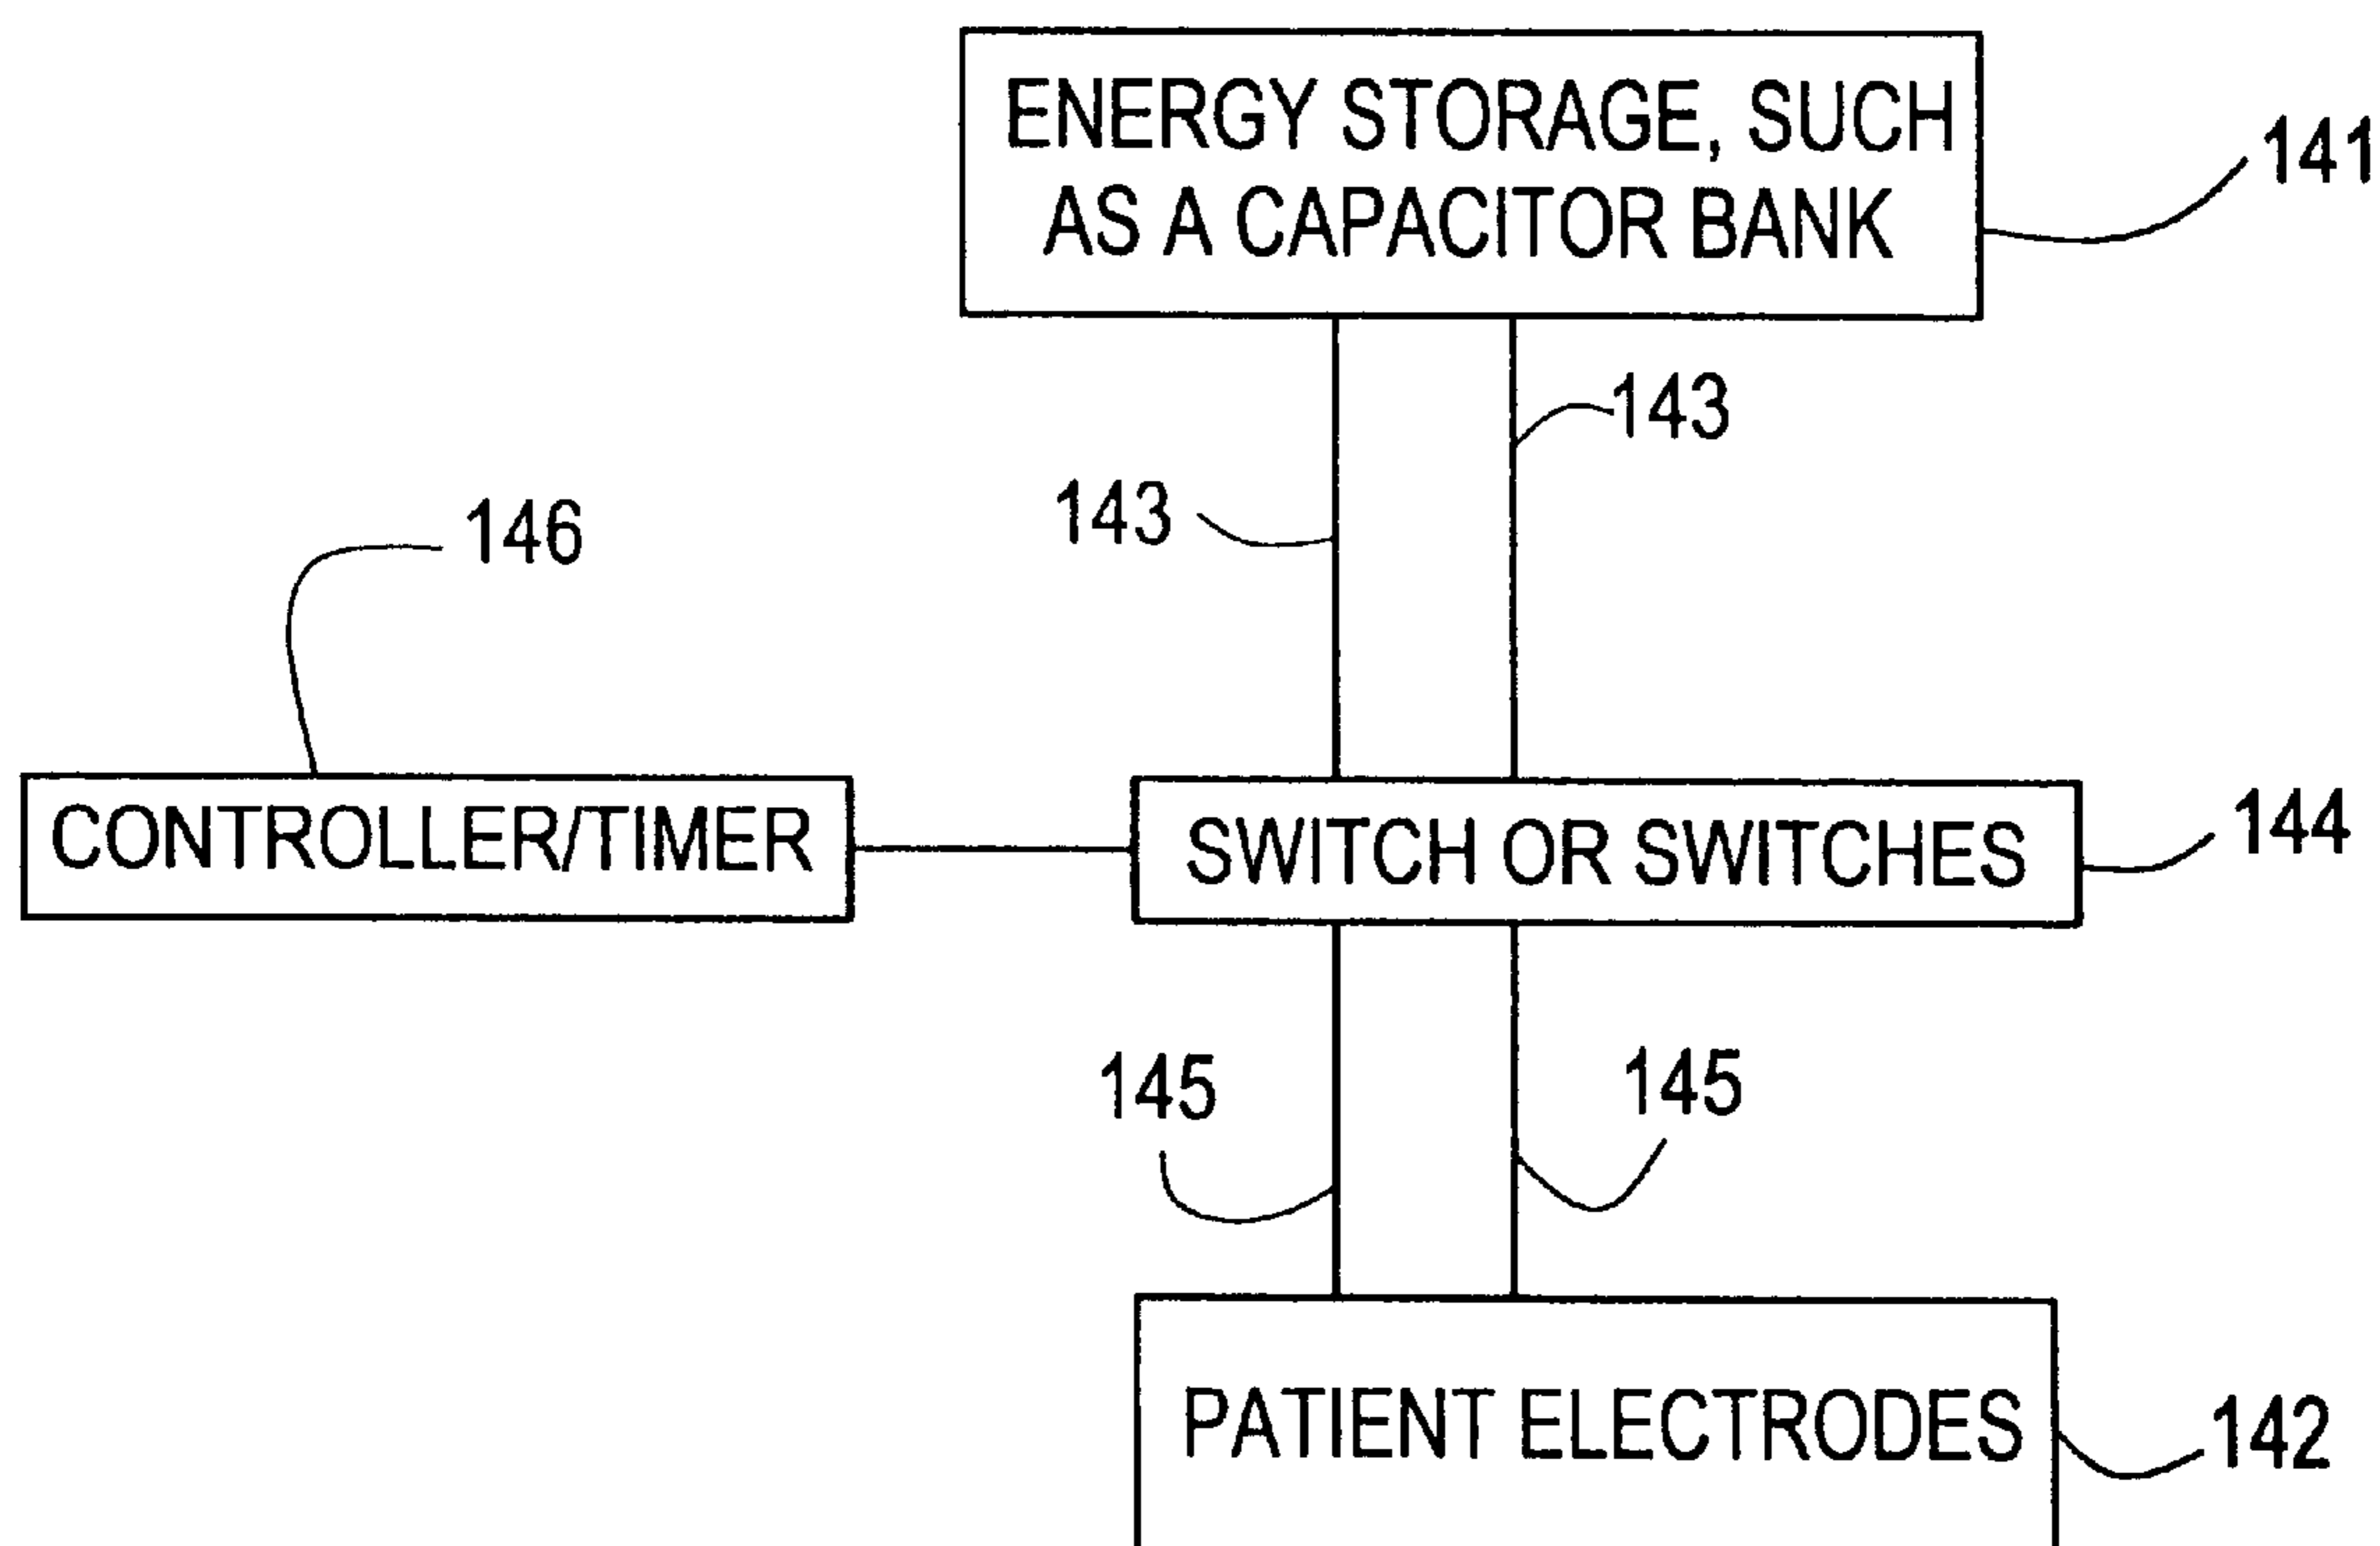 ENERGY STORAGE, SUCH
AS A CAPACITOR BANK
141
143
143
146
CONTROLLER/TIMER
SWITCH OR SWITCHES
144
145
145
PATIENT ELECTRODES
142